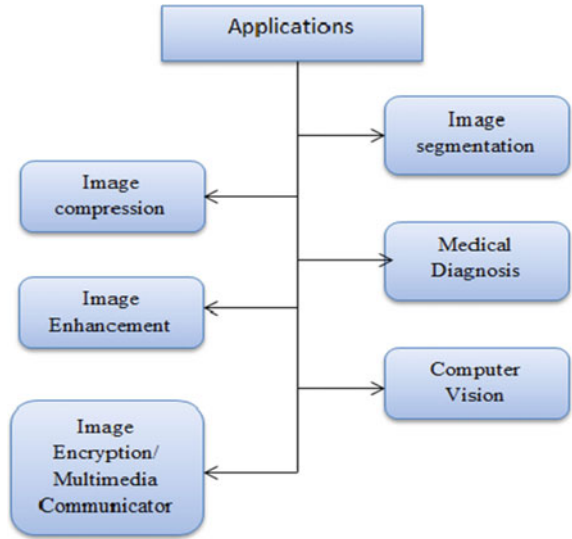 Applications
Image
segmentation
Image
compression
Medical
Diagnosis
Image
Enhancement
Computer
Vision
Image
Encryption/
Multimedia
Communicator